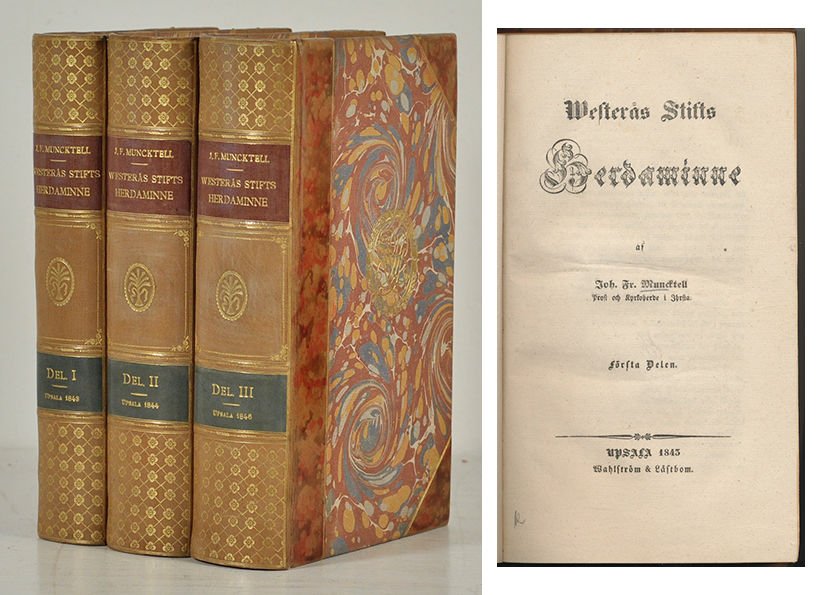 J. F. MUNCKTELL
WESTERÅS STIFTS
HERDAMINNE
DEL. I
UPSALA 1843
J. F. MUNCKTELL
WESTERÅS STIFTS
HERDAMINNE
DEL. II
UPSALA 1844
J. F. MUNCKTELL
WESTERÅS STIFTS
HERDAMINNE
DEL. III
UPSALA 1846
Westerås Stifts
Herdaminne
af
Joh. Fr. Muncktell
Prost och Kyrkoherde i Irsta.
Första Delen.
UPSALA 1843
Wahlström & Låstbom.